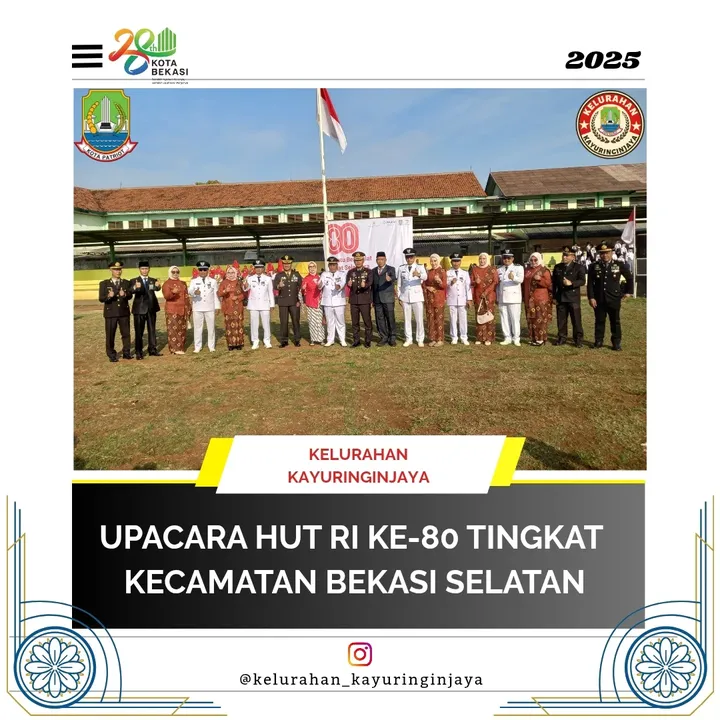 28th
KOTA
BEKASI
2025
KOTA PATRIOT
KELURAHAN
KAYURINGINJAYA
80
KELURAHAN
KAYURINGINJAYA
UPACARA HUT RI KE-80 TINGKAT
KECAMATAN BEKASI SELATAN
@kelurahan_kayuringinjaya